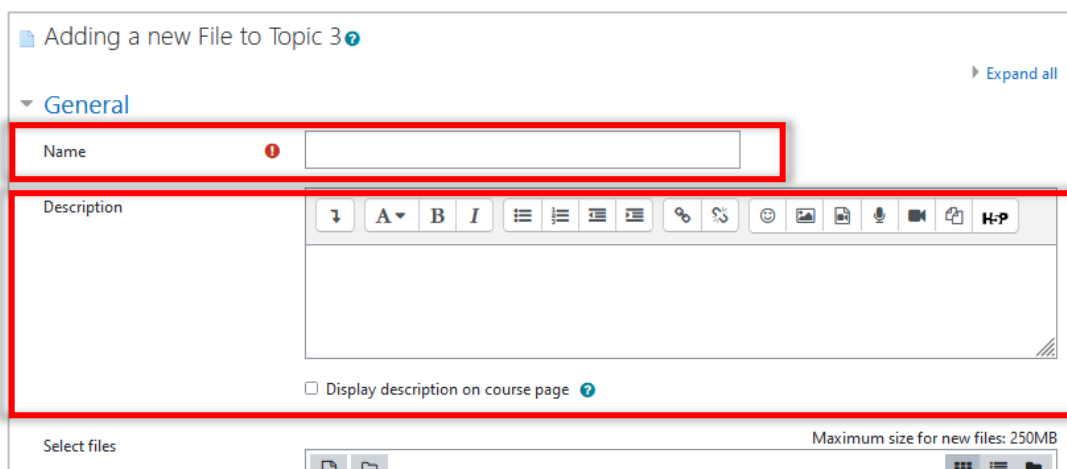 Adding a new File to Topic 3
Expand all
General
Name
Description
A B I H-P
Display description on course page
Maximum size for new files: 250MB
Select files